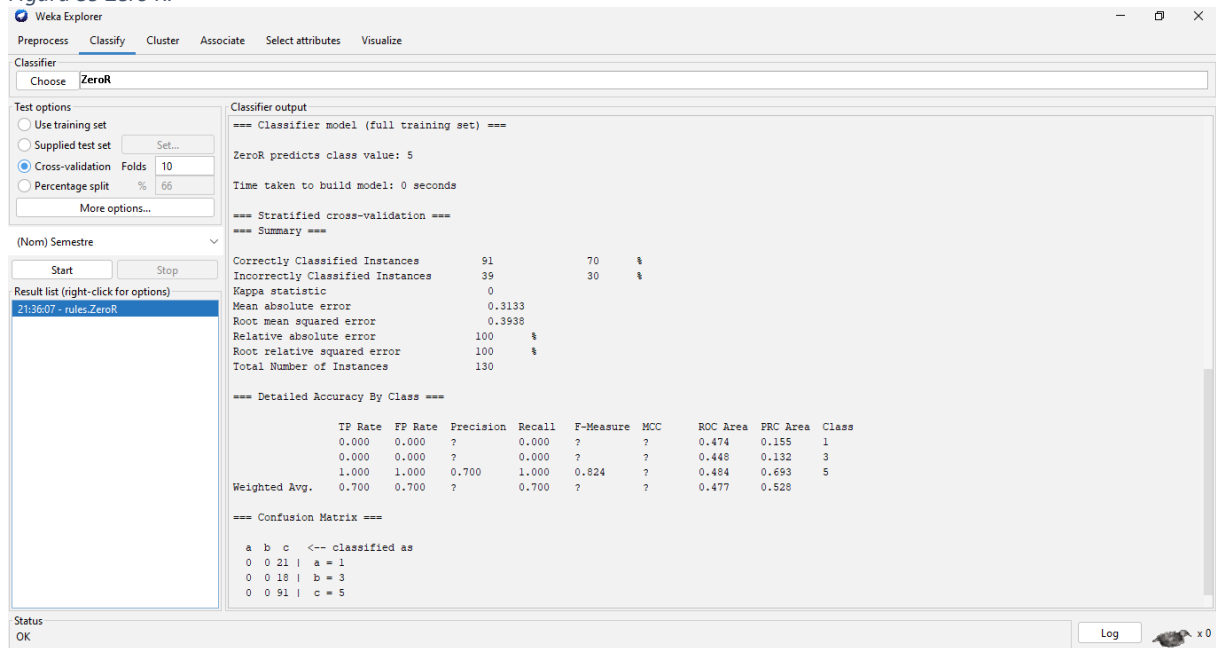 Figura 35 Zero R.
Weka Explorer
Preprocess Classify Cluster Associate Select attributes Visualize
Classifier
Choose ZeroR
Test options
Use training set
Supplied test set Set...
Cross-validation Folds 10
Percentage split % 66
More options...
(Nom) Semestre
Start Stop
Result list (right-click for options)
21:36:07 - rules.ZeroR
Classifier output
=== Classifier model (full training set) ===
ZeroR predicts class value: 5
Time taken to build model: 0 seconds
=== Stratified cross-validation ===
=== Summary ===
Correctly Classified Instances 91 70 %
Incorrectly Classified Instances 39 30 %
Kappa statistic 0
Mean absolute error 0.3133
Root mean squared error 0.3938
Relative absolute error 100 %
Root relative squared error 100 %
Total Number of Instances 130
=== Detailed Accuracy By Class ===
TP Rate FP Rate Precision Recall F-Measure MCC ROC Area PRC Area Class
0.000 0.000 ? 0.000 ? ? 0.474 0.155 1
0.000 0.000 ? 0.000 ? ? 0.448 0.132 3
1.000 1.000 0.700 1.000 0.824 ? 0.484 0.693 5
Weighted Avg. 0.700 0.700 ? 0.700 ? ? 0.477 0.528
=== Confusion Matrix ===
a b c <-- classified as
0 0 21 | a = 1
0 0 18 | b = 3
0 0 91 | c = 5
Status
OK
Log
x 0